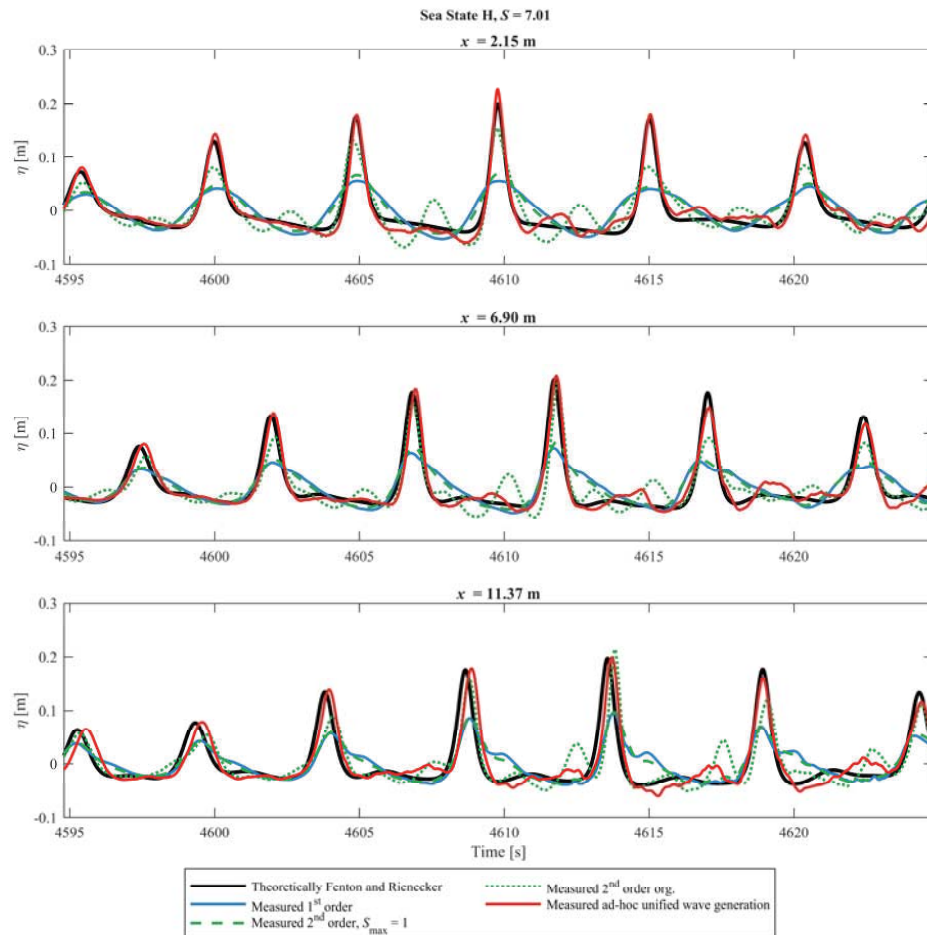 Sea State H, S = 7.01
x = 2.15 m
0.3
0.2
0.1
0
-0.1
η [m]
4595 4600 4605 4610 4615 4620
x = 6.90 m
0.3
0.2
0.1
0
-0.1
η [m]
4595 4600 4605 4610 4615 4620
x = 11.37 m
0.3
0.2
0.1
0
-0.1
η [m]
4595 4600 4605 4610 4615 4620
Time [s]
Theoretically Fenton and Rienecker
Measured 1st order
Measured 2nd order, Smax = 1
Measured 2nd order org.
Measured ad-hoc unified wave generation